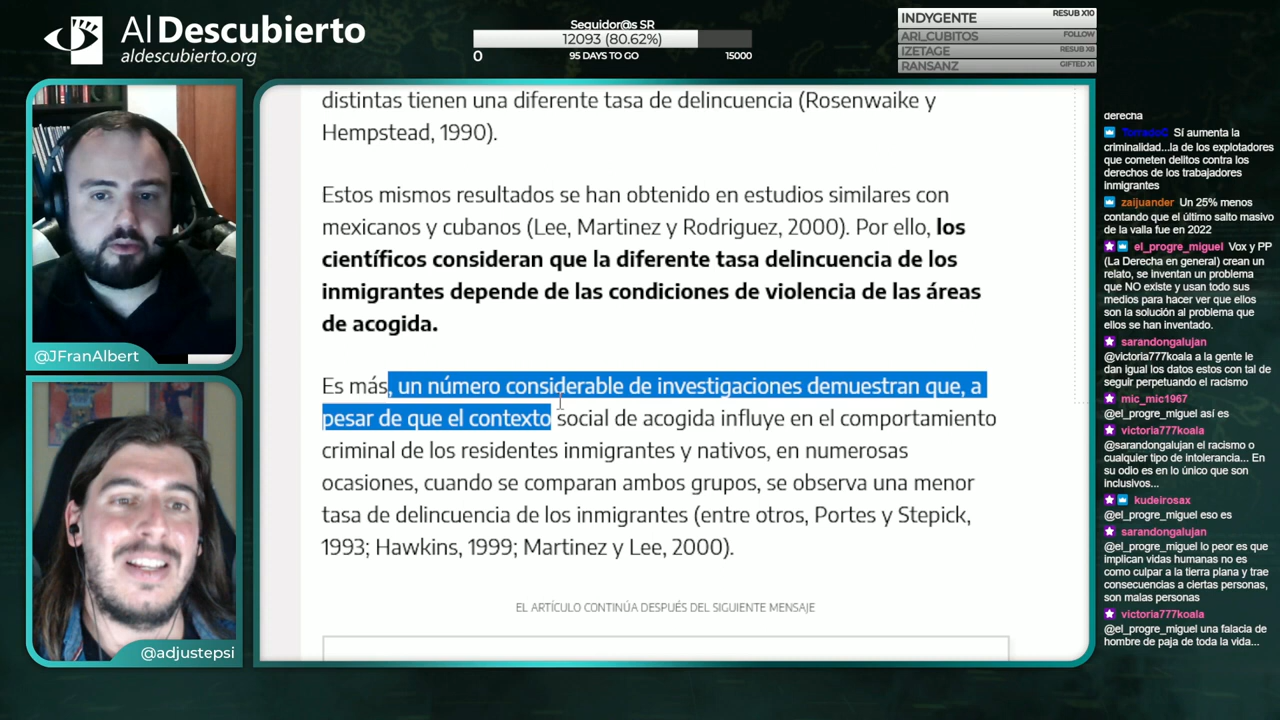 Al Descubierto
aldescubierto.org
Seguidor@s SR
12093 (80.62%)
0
95 DAYS TO GO
15000
INDYGENTE RESUB X10
ARI_CUBITOS FOLLOW
IZETAGE RESUB X8
RANSANZ GIFTED X1
@JFranAlbert
@adjustepsi
distintas tienen una diferente tasa de delincuencia (Rosenwaike y
Hempstead, 1990).
Estos mismos resultados se han obtenido en estudios similares con
mexicanos y cubanos (Lee, Martinez y Rodriguez, 2000). Por ello, los
científicos consideran que la diferente tasa delincuencia de los
inmigrantes depende de las condiciones de violencia de las áreas
de acogida.
Es más, un número considerable de investigaciones demuestran que, a
pesar de que el contexto social de acogida influye en el comportamiento
criminal de los residentes inmigrantes y nativos, en numerosas
ocasiones, cuando se comparan ambos grupos, se observa una menor
tasa de delincuencia de los inmigrantes (entre otros, Portes y Stepick,
1993; Hawkins, 1999; Martinez y Lee, 2000).
EL ARTÍCULO CONTINÚA DESPUÉS DEL SIGUIENTE MENSAJE
derecha
Sí aumenta la
criminalidad...la de los explotadores
que cometen delitos contra los
derechos de los trabajadores
inmigrantes
zaijuander Un 25% menos
contando que el último salto masivo
de la valla fue en 2022
el_progre_miguel Vox y PP
(La Derecha en general) crean un
relato, se inventan un problema
que NO existe y usan todo sus
medios para hacer ver que ellos
son la solución al problema que
ellos se han inventado.
sarandongalujan
@victoria777koala a la gente le
dan igual los datos estos con tal de
seguir perpetuando el racismo
mic_mic1967
@el_progre_miguel así es
victoria777koala
@sarandongalujan el racismo o
cualquier tipo de intolerancia... En
su odio es en lo único que son
inclusivos...
kudeirosax
@el_progre_miguel eso es
sarandongalujan
@el_progre_miguel lo peor es que
implican vidas humanas no es
como culpar a la tierra plana y trae
consecuencias a ciertas personas,
son malas personas
victoria777koala
@el_progre_miguel una falacia de
hombre de paja de toda la vida...